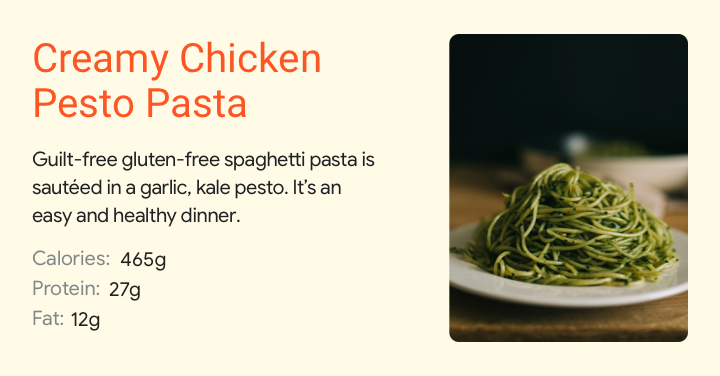 Creamy Chicken
Pesto Pasta
Guilt-free gluten-free spaghetti pasta is
sautéed in a garlic, kale pesto. It’s an
easy and healthy dinner.
Calories: 465g
Protein: 27g
Fat: 12g